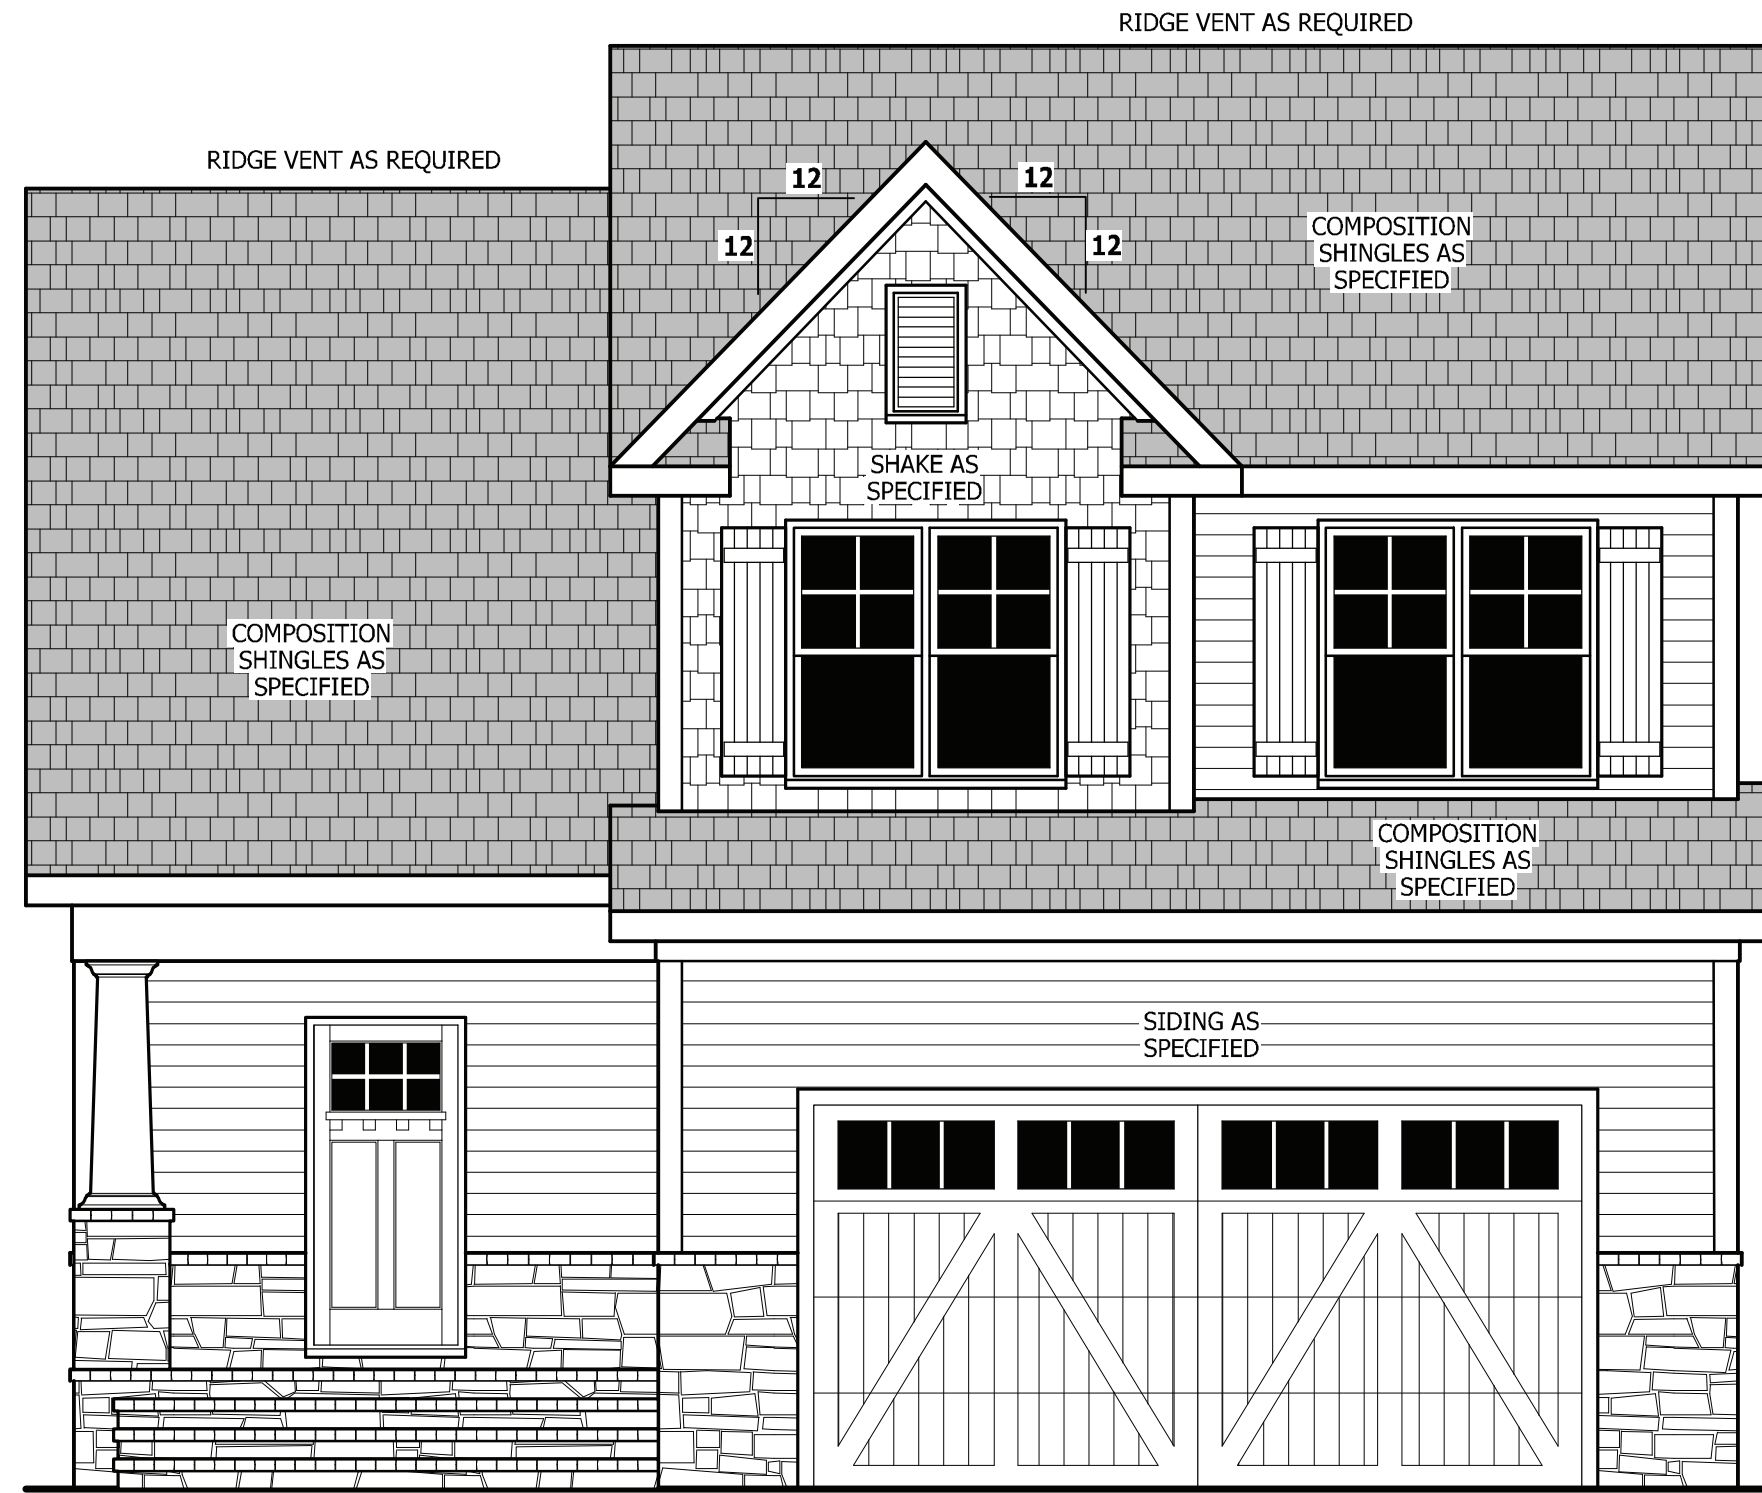 RIDGE VENT AS REQUIRED
RIDGE VENT AS REQUIRED
12
12
12
12
COMPOSITION
SHINGLES AS
SPECIFIED
SHAKE AS
SPECIFIED
COMPOSITION
SHINGLES AS
SPECIFIED
COMPOSITION
SHINGLES AS
SPECIFIED
SIDING AS
SPECIFIED